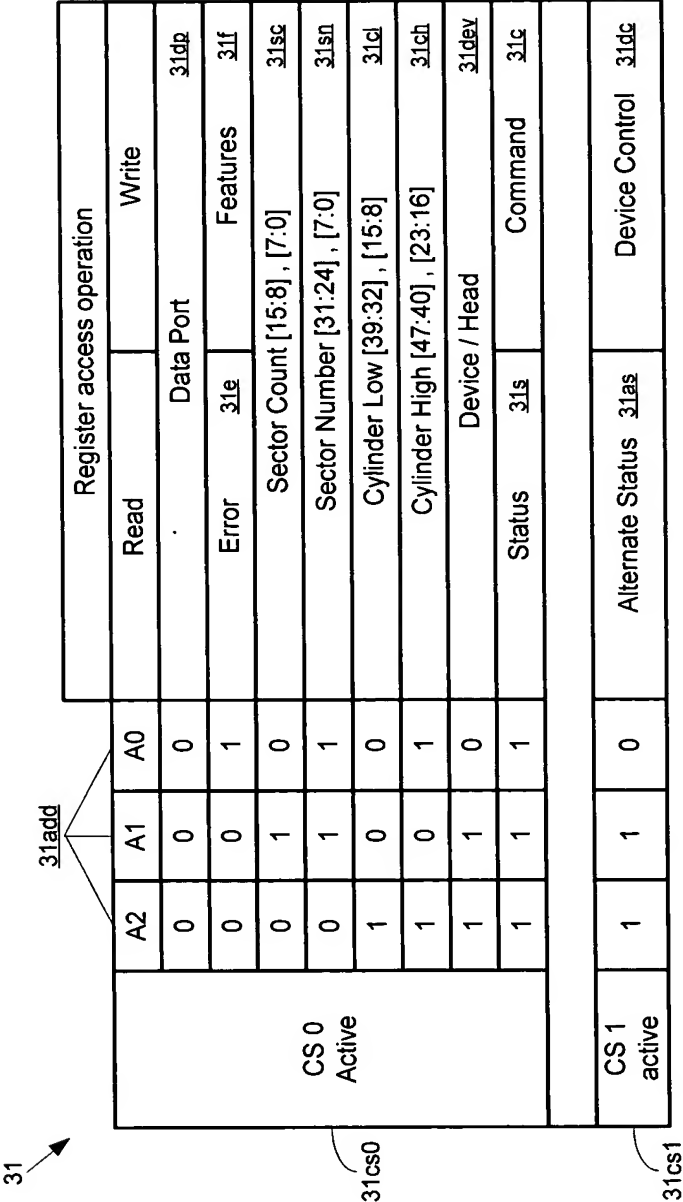 31
31add
Register access operation
A2 A1 A0 Read Write
CS 0
Active
0 0 0 Data Port 31dp
0 0 1 Error 31e Features 31f
0 1 0 Sector Count [15:8] , [7:0] 31sc
0 1 1 Sector Number [31:24] , [7:0] 31sn
1 0 0 Cylinder Low [39:32] , [15:8] 31cl
1 0 1 Cylinder High [47:40] , [23:16] 31ch
1 1 0 Device / Head 31dev
1 1 1 Status 31s Command 31c
31cs0
CS 1
active
1 1 0 Alternate Status 31as Device Control 31dc
31cs1